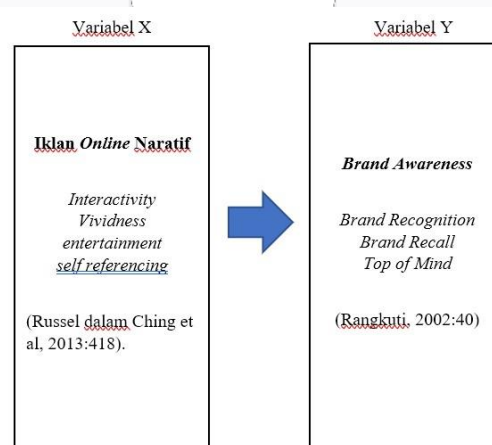 Variabel X
Iklan Online Naratif
Interactivity
Vividness
entertainment
self referencing
(Russel dalam Ching et
al, 2013:418).
Variabel Y
Brand Awareness
Brand Recognition
Brand Recall
Top of Mind
(Rangkuti, 2002:40)